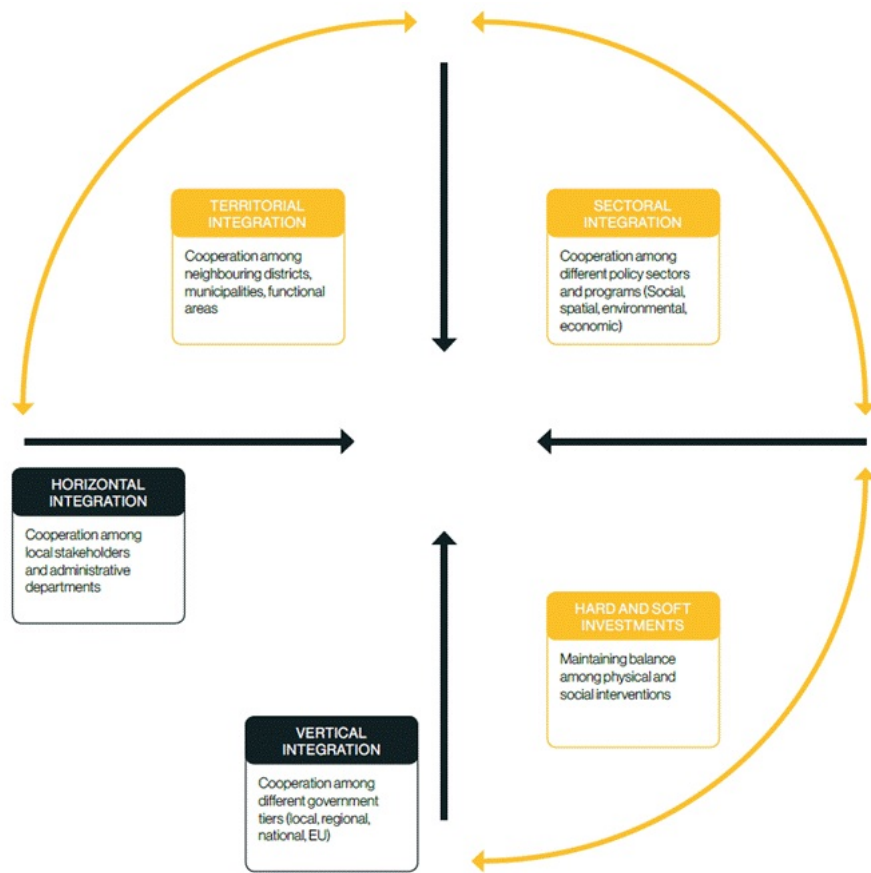 TERRITORIAL
INTEGRATION
Cooperation among
neighbouring districts,
municipalities, functional
areas
SECTORAL
INTEGRATION
Cooperation among
different policy sectors
and programs (Social,
spatial, environmental,
economic)
HORIZONTAL
INTEGRATION
Cooperation among
local stakeholders
and administrative
departments
HARD AND SOFT
INVESTMENTS
Maintaining balance
among physical and
social interventions
VERTICAL
INTEGRATION
Cooperation among
different government
tiers (local, regional,
national, EU)